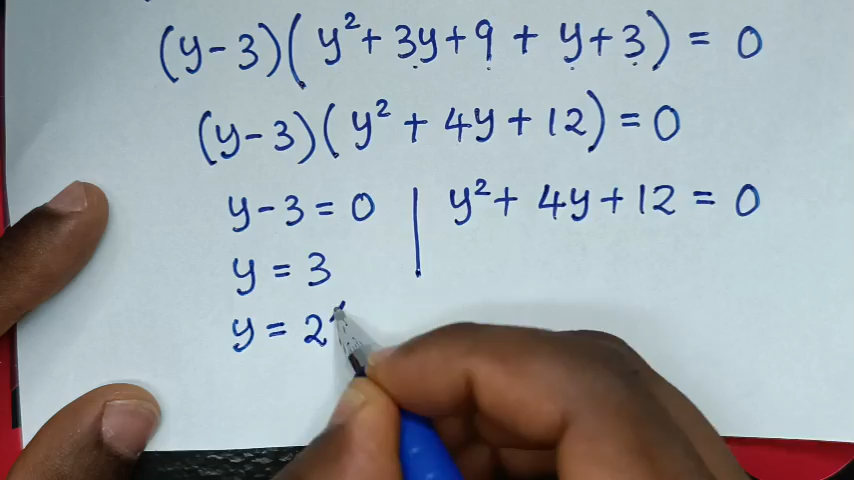 (y-3)(y²+3y+9+y+3) = 0
(y-3)(y²+4y+12) = 0
y-3 = 0 | y²+4y+12 = 0
y = 3
y = 2